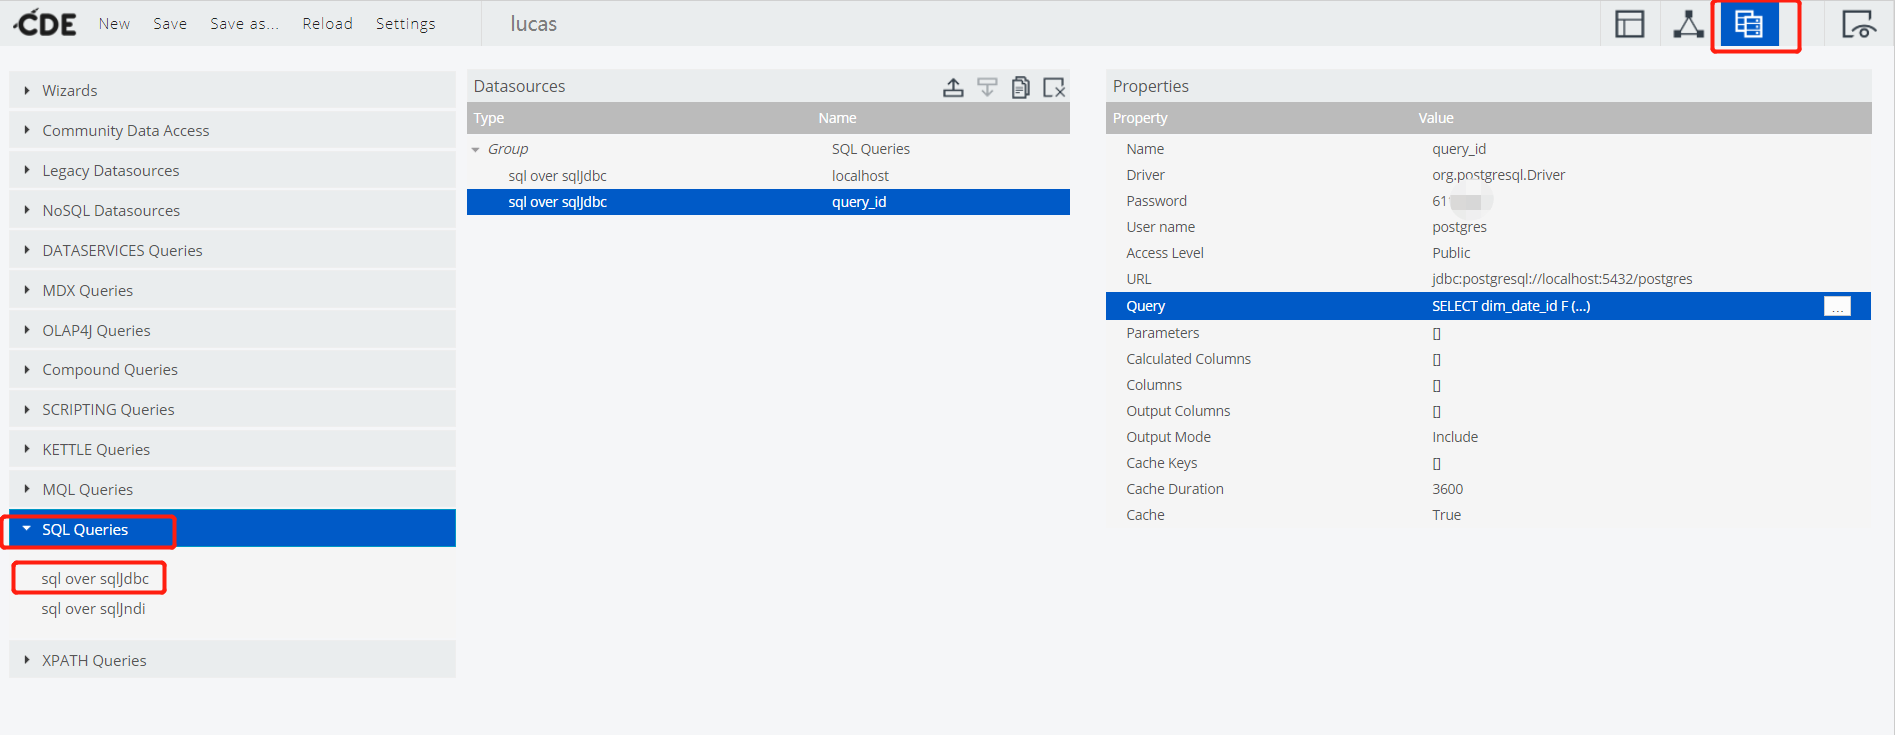 CDE New Save Save as... Reload Settings lucas
Wizards
Community Data Access
Legacy Datasources
NoSQL Datasources
DATASERVICES Queries
MDX Queries
OLAP4J Queries
Compound Queries
SCRIPTING Queries
KETTLE Queries
MQL Queries
SQL Queries
sql over sqlJdbc
sql over sqlJndi
XPATH Queries
Datasources
Type Name
Group SQL Queries
sql over sqlJdbc localhost
sql over sqlJdbc query_id
Properties
Property Value
Name query_id
Driver org.postgresql.Driver
Password 61
User name postgres
Access Level Public
URL jdbc:postgresql://localhost:5432/postgres
Query SELECT dim_date_id F (...) ...
Parameters []
Calculated Columns []
Columns []
Output Columns []
Output Mode Include
Cache Keys []
Cache Duration 3600
Cache True